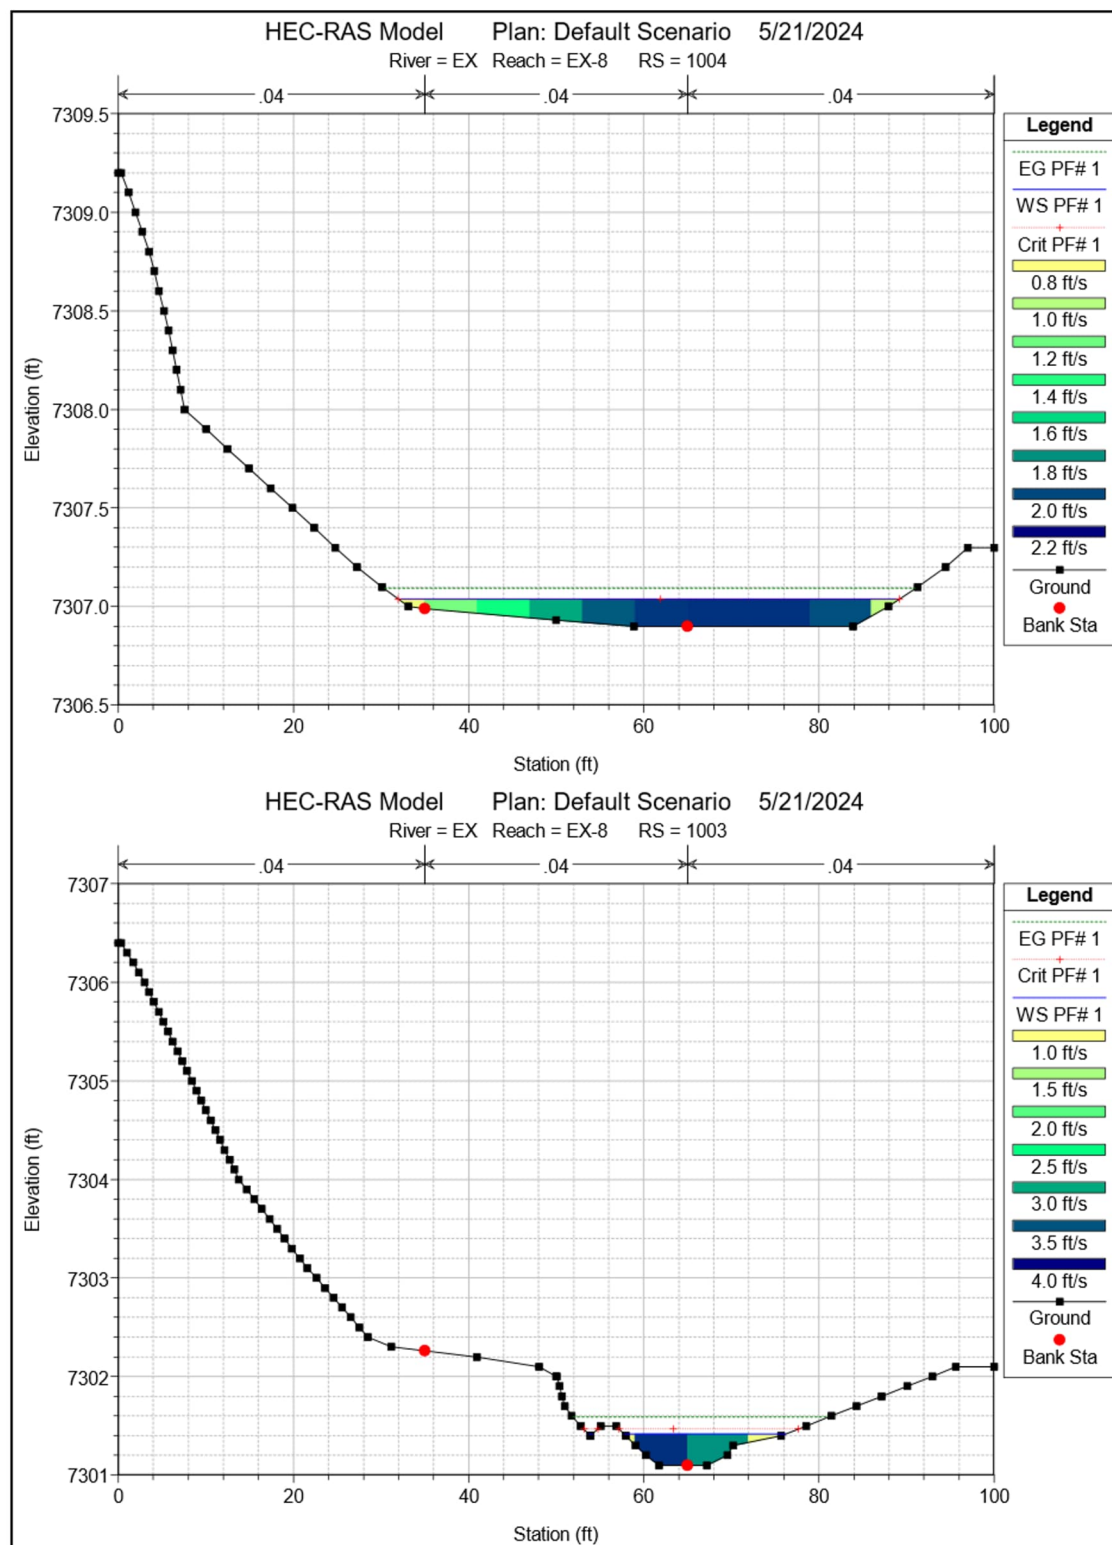 HEC-RAS Model Plan: Default Scenario 5/21/2024
River = EX Reach = EX-8 RS = 1004
.04 .04 .04
7309.5
7309.0
7308.5
7308.0
7307.5
7307.0
7306.5
Elevation (ft)
0 20 40 60 80 100
Station (ft)
Legend
EG PF# 1
WS PF# 1
Crit PF# 1
0.8 ft/s
1.0 ft/s
1.2 ft/s
1.4 ft/s
1.6 ft/s
1.8 ft/s
2.0 ft/s
2.2 ft/s
Ground
Bank Sta
HEC-RAS Model Plan: Default Scenario 5/21/2024
River = EX Reach = EX-8 RS = 1003
.04 .04 .04
7307
7306
7305
7304
7303
7302
7301
Elevation (ft)
0 20 40 60 80 100
Station (ft)
Legend
EG PF# 1
Crit PF# 1
WS PF# 1
1.0 ft/s
1.5 ft/s
2.0 ft/s
2.5 ft/s
3.0 ft/s
3.5 ft/s
4.0 ft/s
Ground
Bank Sta